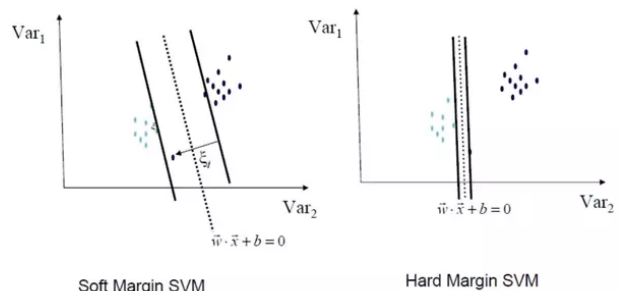 Var₁
ξᵢ
Var₂
w⃗ · x⃗ + b = 0
Soft Margin SVM
Var₁
Var₂
w⃗ · x⃗ + b = 0
Hard Margin SVM